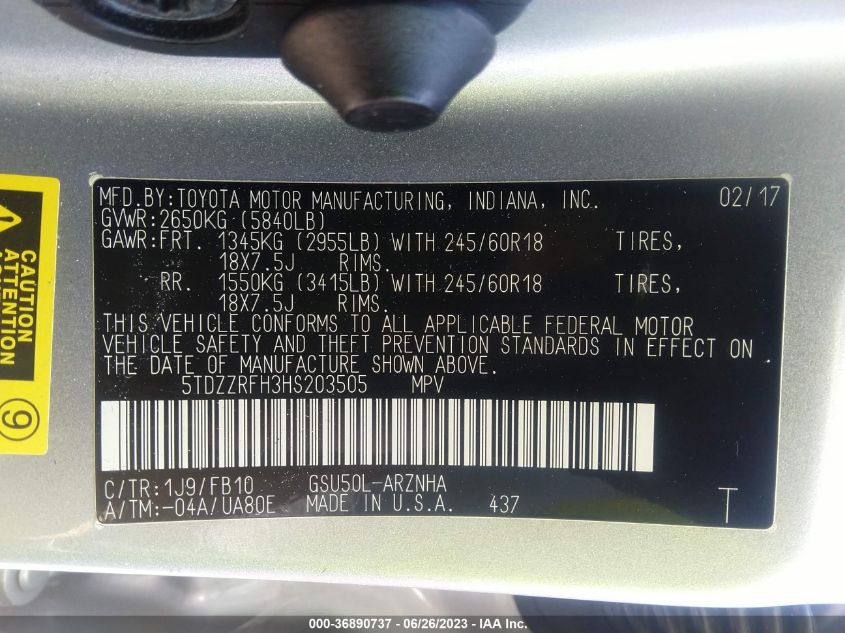 MFD.BY:TOYOTA MOTOR MANUFACTURING, INDIANA, INC. 02/17
GVWR:2650KG (5840LB)
GAWR:FRT. 1345KG (2955LB) WITH 245/60R18 TIRES,
18X7.5J RIMS.
RR. 1550KG (3415LB) WITH 245/60R18 TIRES,
18X7.5J RIMS.
THIS VEHICLE CONFORMS TO ALL APPLICABLE FEDERAL MOTOR
VEHICLE SAFETY AND THEFT PREVENTION STANDARDS IN EFFECT ON
THE DATE OF MANUFACTURE SHOWN ABOVE.
5TDZZRFH3HS203505 MPV
C/TR:1J9/FB10 GSU50L-ARZNHA
A/TM:-04A/UA80E MADE IN U.S.A. 437 T
CAUTION
ATTENTION
9
000-36890737 - 06/26/2023 - IAA Inc.